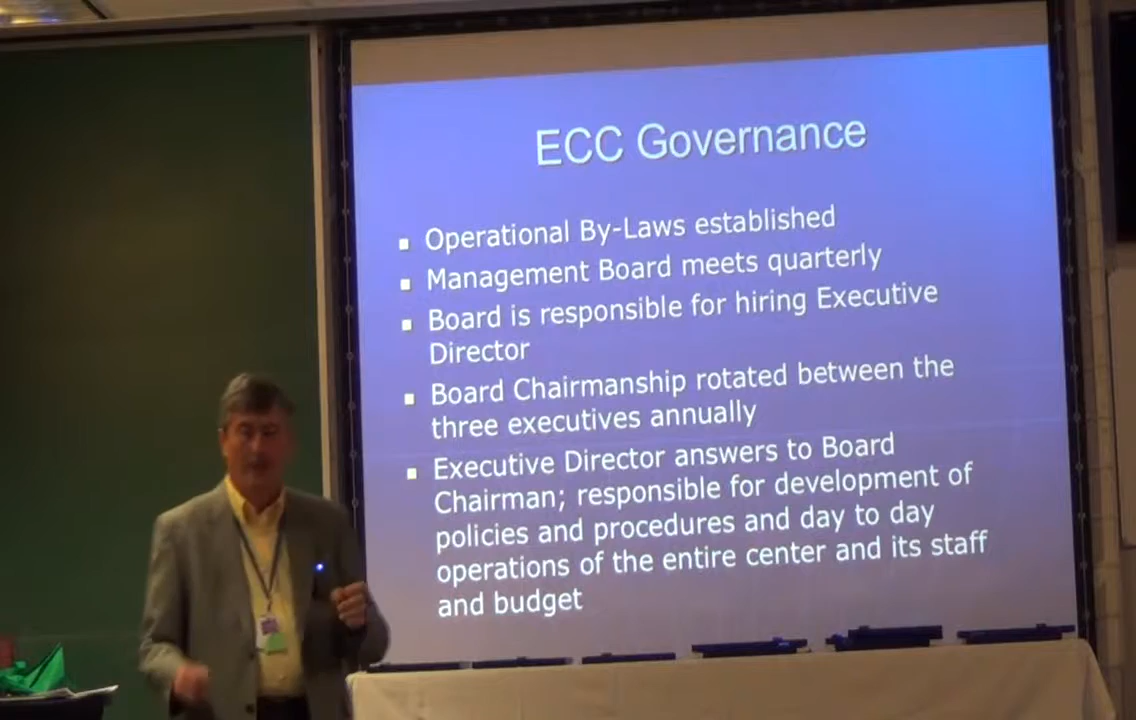 ECC Governance
Operational By-Laws established
Management Board meets quarterly
Board is responsible for hiring Executive
Director
Board Chairmanship rotated between the
three executives annually
Executive Director answers to Board
Chairman; responsible for development of
policies and procedures and day to day
operations of the entire center and its staff
and budget